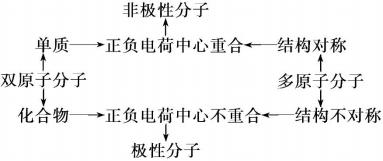 非极性分子
单质 正负电荷中心重合 结构对称
双原子分子 多原子分子
化合物 正负电荷中心不重合 结构不对称
极性分子